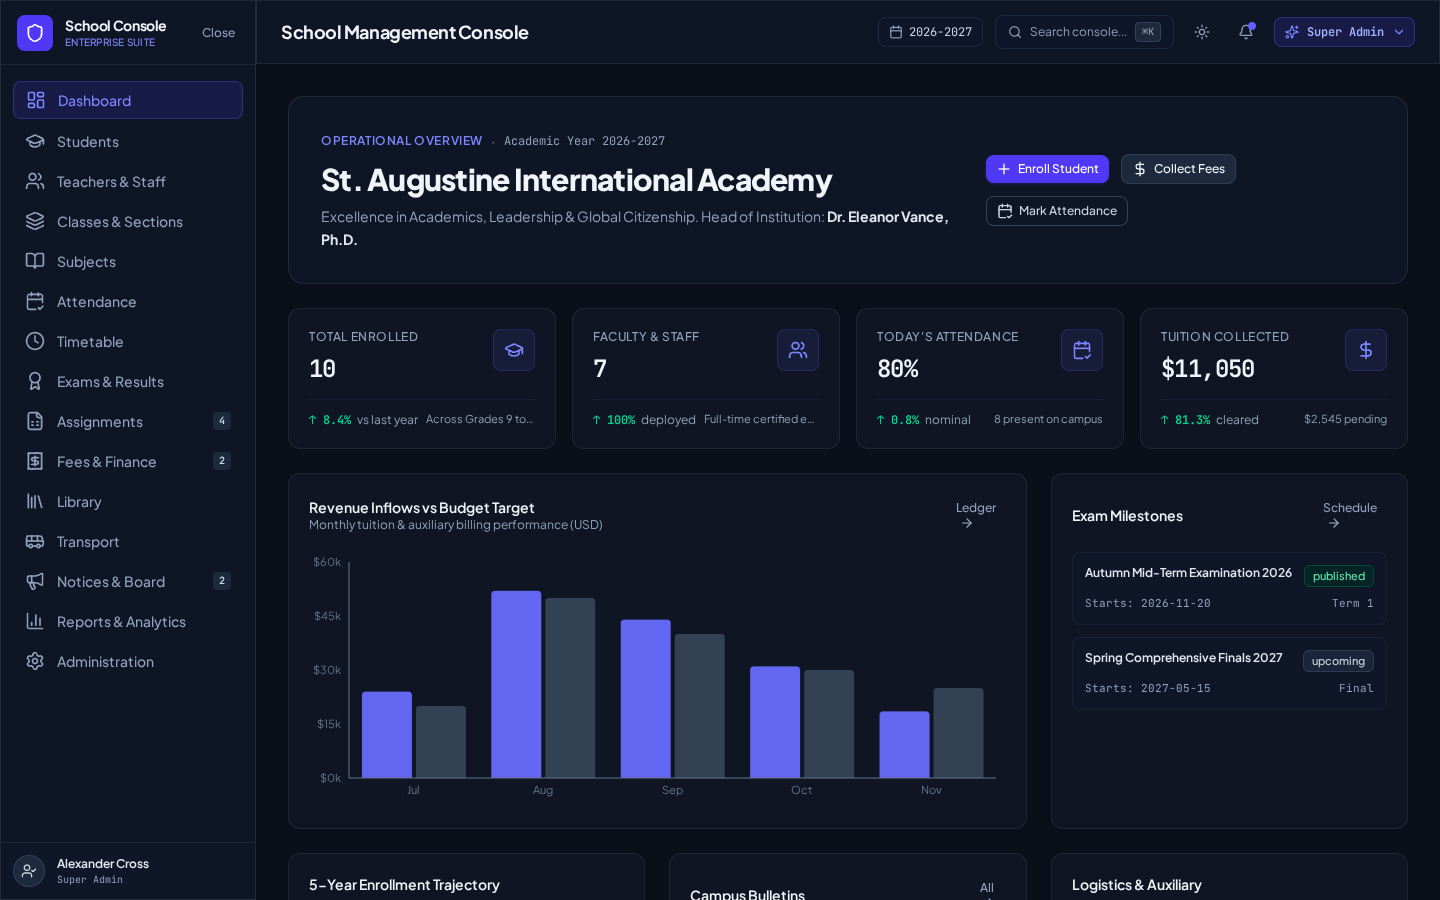 School Console
ENTERPRISE SUITE
Close
Dashboard
Students
Teachers & Staff
Classes & Sections
Subjects
Attendance
Timetable
Exams & Results
Assignments 4
Fees & Finance 2
Library
Transport
Notices & Board 2
Reports & Analytics
Administration
Alexander Cross
Super Admin
School Management Console
2026-2027
Search console... ⌘K
Super Admin
OPERATIONAL OVERVIEW · Academic Year 2026-2027
St. Augustine International Academy
Excellence in Academics, Leadership & Global Citizenship. Head of Institution: Dr. Eleanor Vance,
Ph.D.
Enroll Student
Collect Fees
Mark Attendance
TOTAL ENROLLED
10
↑ 8.4% vs last year Across Grades 9 to...
FACULTY & STAFF
7
↑ 100% deployed Full-time certified e...
TODAY'S ATTENDANCE
80%
↑ 0.8% nominal 8 present on campus
TUITION COLLECTED
$11,050
↑ 81.3% cleared $2,545 pending
Revenue Inflows vs Budget Target
Monthly tuition & auxiliary billing performance (USD)
Ledger
→
$60k
$45k
$30k
$15k
$0k
Jul Aug Sep Oct Nov
Exam Milestones
Schedule
→
Autumn Mid-Term Examination 2026 published
Starts: 2026-11-20 Term 1
Spring Comprehensive Finals 2027 upcoming
Starts: 2027-05-15 Final
5-Year Enrollment Trajectory
Campus Bulletins
All
Logistics & Auxiliary